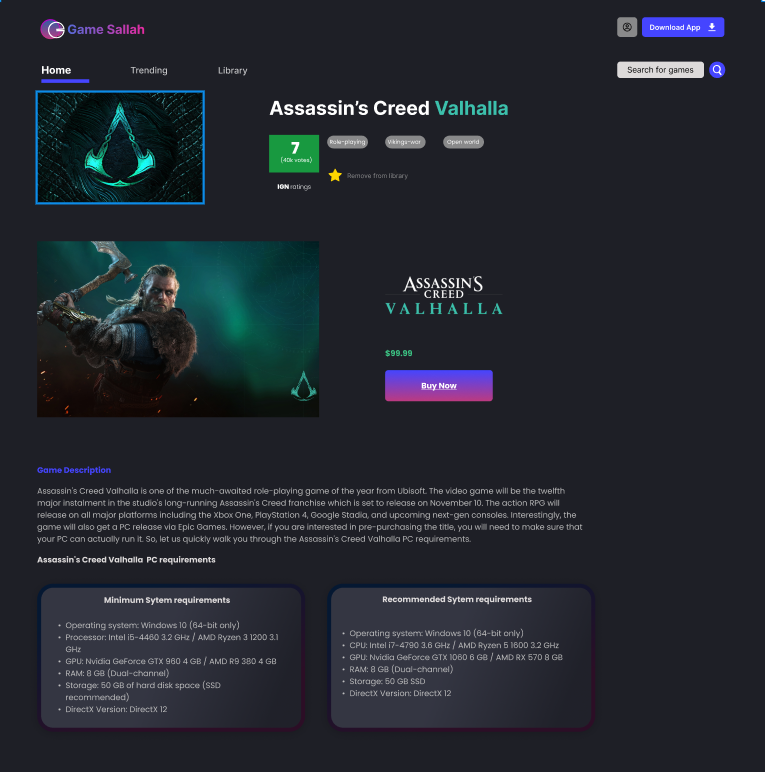 Game Sallah
Download App
Home
Trending
Library
Search for games
Assassin’s Creed Valhalla
7
(40k votes)
Role-playing
Vikings-war
Open world
Remove from library
IGN ratings
ASSASSIN'S
CREED
VALHALLA
$99.99
Buy Now
Game Description
Assassin's Creed Valhalla is one of the much-awaited role-playing game of the year from Ubisoft. The video game will be the twelfth
major instalment in the studio's long-running Assassin's Creed franchise which is set to release on November 10. The action RPG will
release on all major platforms including the Xbox One, PlayStation 4, Google Stadia, and upcoming next-gen consoles. Interestingly, the
game will also get a PC release via Epic Games. However, if you are interested in pre-purchasing the title, you will need to make sure that
your PC can actually run it. So, let us quickly walk you through the Assassin's Creed Valhalla PC requirements.
Assassin's Creed Valhalla PC requirements
Minimum Sytem requirements
• Operating system: Windows 10 (64-bit only)
• Processor: Intel i5-4460 3.2 GHz / AMD Ryzen 3 1200 3.1
GHz
• GPU: Nvidia GeForce GTX 960 4 GB / AMD R9 380 4 GB
• RAM: 8 GB (Dual-channel)
• Storage: 50 GB of hard disk space (SSD
recommended)
• DirectX Version: DirectX 12
Recommended Sytem requirements
• Operating system: Windows 10 (64-bit only)
• CPU: Intel i7-4790 3.6 GHz / AMD Ryzen 5 1600 3.2 GHz
• GPU: Nvidia GeForce GTX 1060 6 GB / AMD RX 570 8 GB
• RAM: 8 GB (Dual-channel)
• Storage: 50 GB SSD
• DirectX Version: DirectX 12